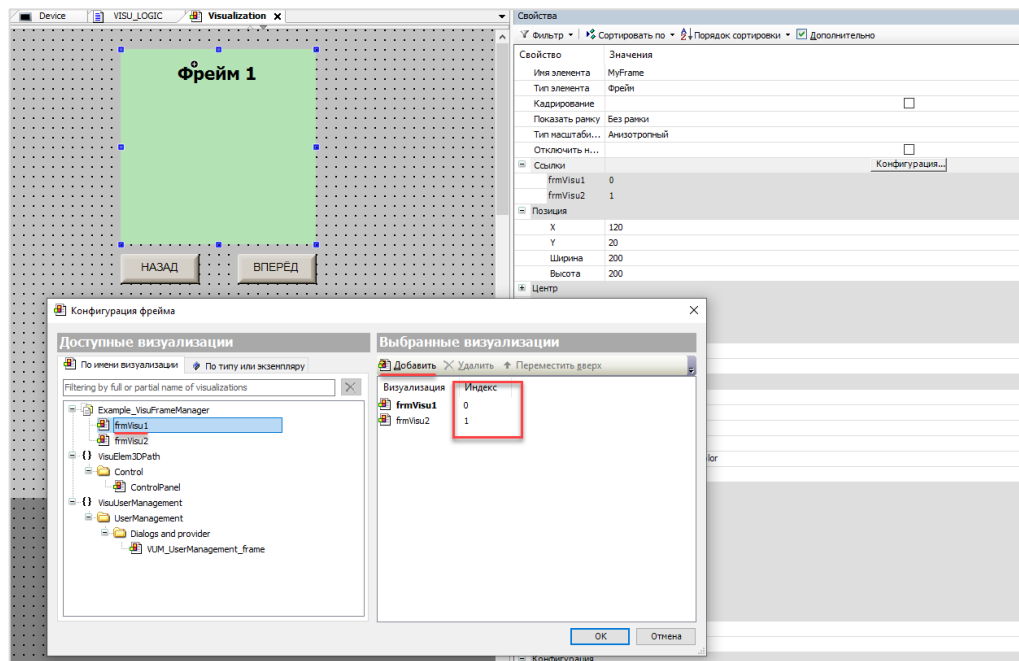 Device VISU_LOGIC Visualization
Фрейм 1
НАЗАД ВПЕРЁД
Свойства
Фильтр Сортировать по Порядок сортировки Дополнительно
Свойство Значения
Имя элемента MyFrame
Тип элемента Фрейм
Кадрирование
Показать рамку Без рамки
Тип масштаби... Анизотропный
Отключить н...
Ссылки Конфигурация...
frmVisu1 0
frmVisu2 1
Позиция
X 120
Y 20
Ширина 200
Высота 200
Центр
lor
Конфигурация
Конфигурация фрейма
Доступные визуализации
По имени визуализации По типу или экземпляру
Filtering by full or partial name of visualizations
Example_VisuFrameManager
frmVisu1
frmVisu2
VisuElem3DPath
Control
ControlPanel
VisuUserManagement
UserManagement
Dialogs and provider
VUM_UserManagement_frame
Выбранные визуализации
Добавить Удалить Переместить вверх
Визуализация Индекс
frmVisu1 0
frmVisu2 1
ОК Отмена